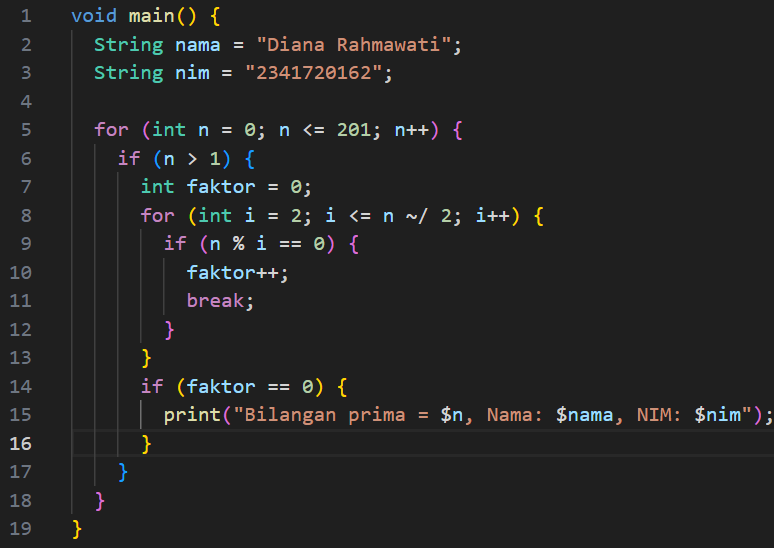 1 void main() {
2 String nama = "Diana Rahmawati";
3 String nim = "2341720162";
4
5 for (int n = 0; n <= 201; n++) {
6 if (n > 1) {
7 int faktor = 0;
8 for (int i = 2; i <= n ~/ 2; i++) {
9 if (n % i == 0) {
10 faktor++;
11 break;
12 }
13 }
14 if (faktor == 0) {
15 print("Bilangan prima = $n, Nama: $nama, NIM: $nim");
16 }
17 }
18 }
19 }